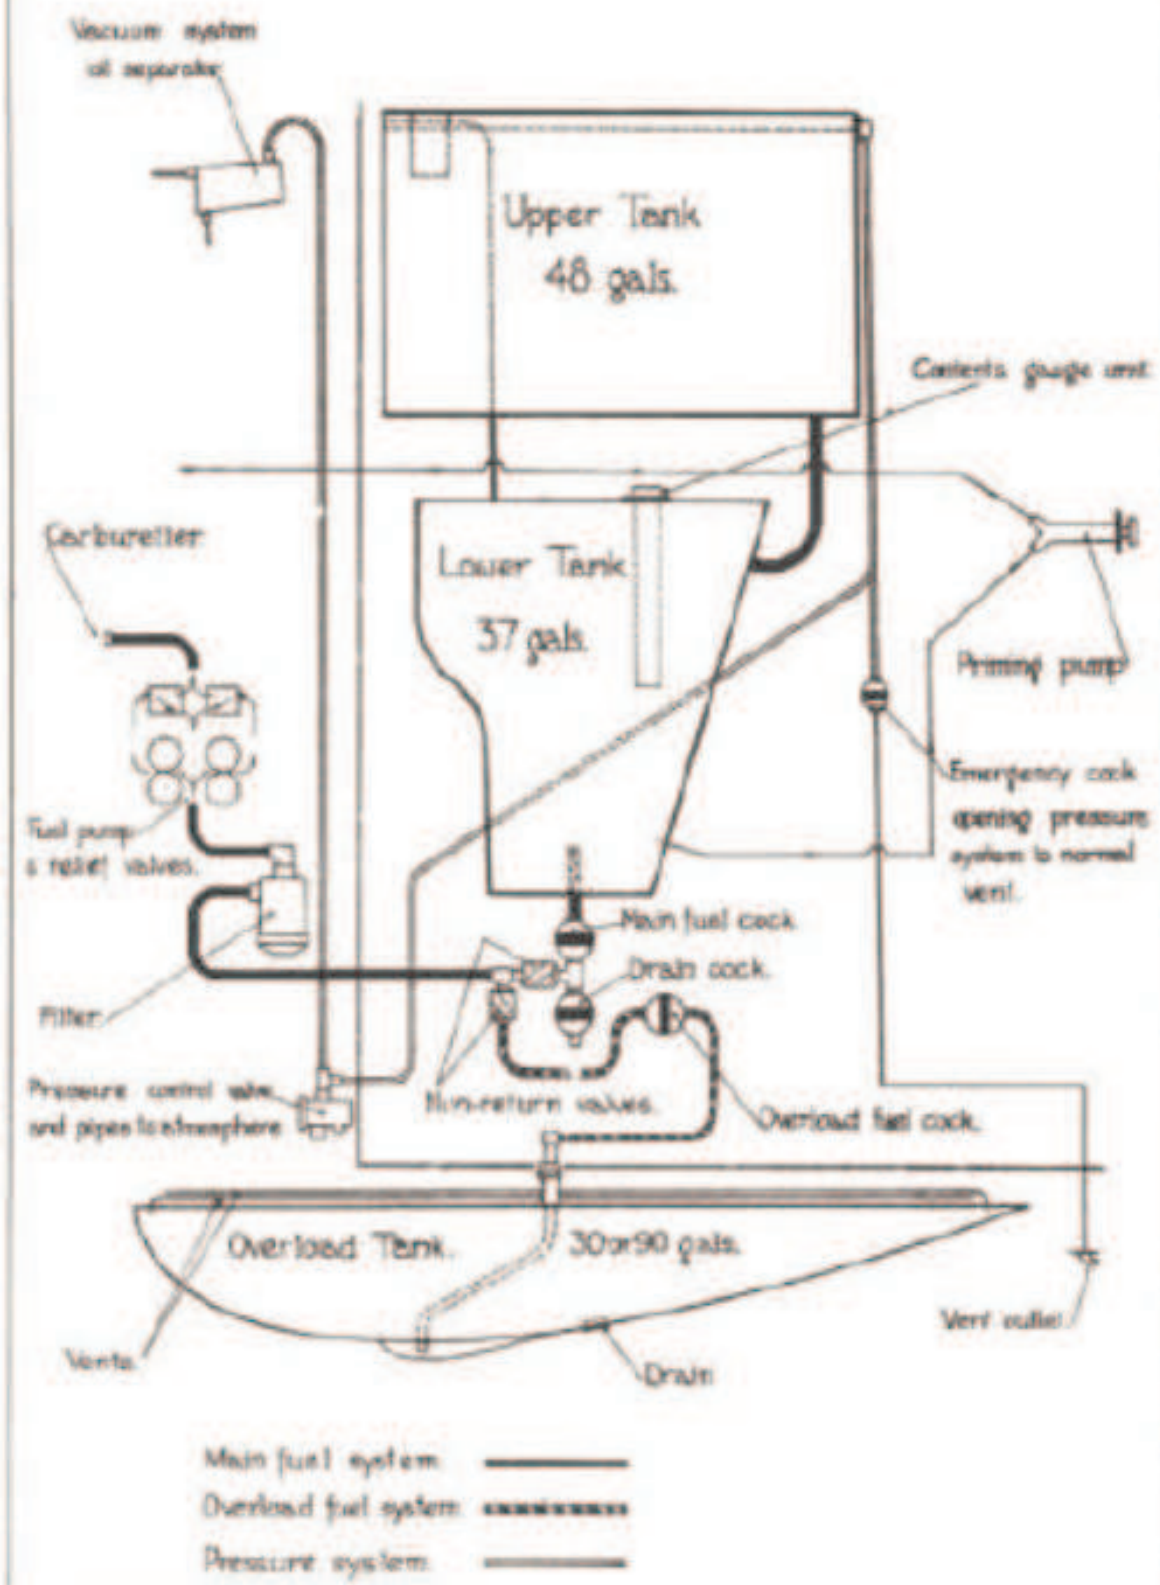 Vacuum system
oil separator
Upper Tank
48 gals.
Contents gauge unit
Carburetter
Lower Tank
37 gals.
Priming pump
Emergency cock
opening pressure
system to normal
vent.
Fuel pump
& relief valves.
Main fuel cock
Drain cock.
Filter
Pressure control valve
and pipes to atmosphere
Non-return valves.
Overload fuel cock.
Overload Tank.
30 or 90 gals.
Vents
Vent outlet
Drain
Main fuel system
Overload fuel system
Pressure system